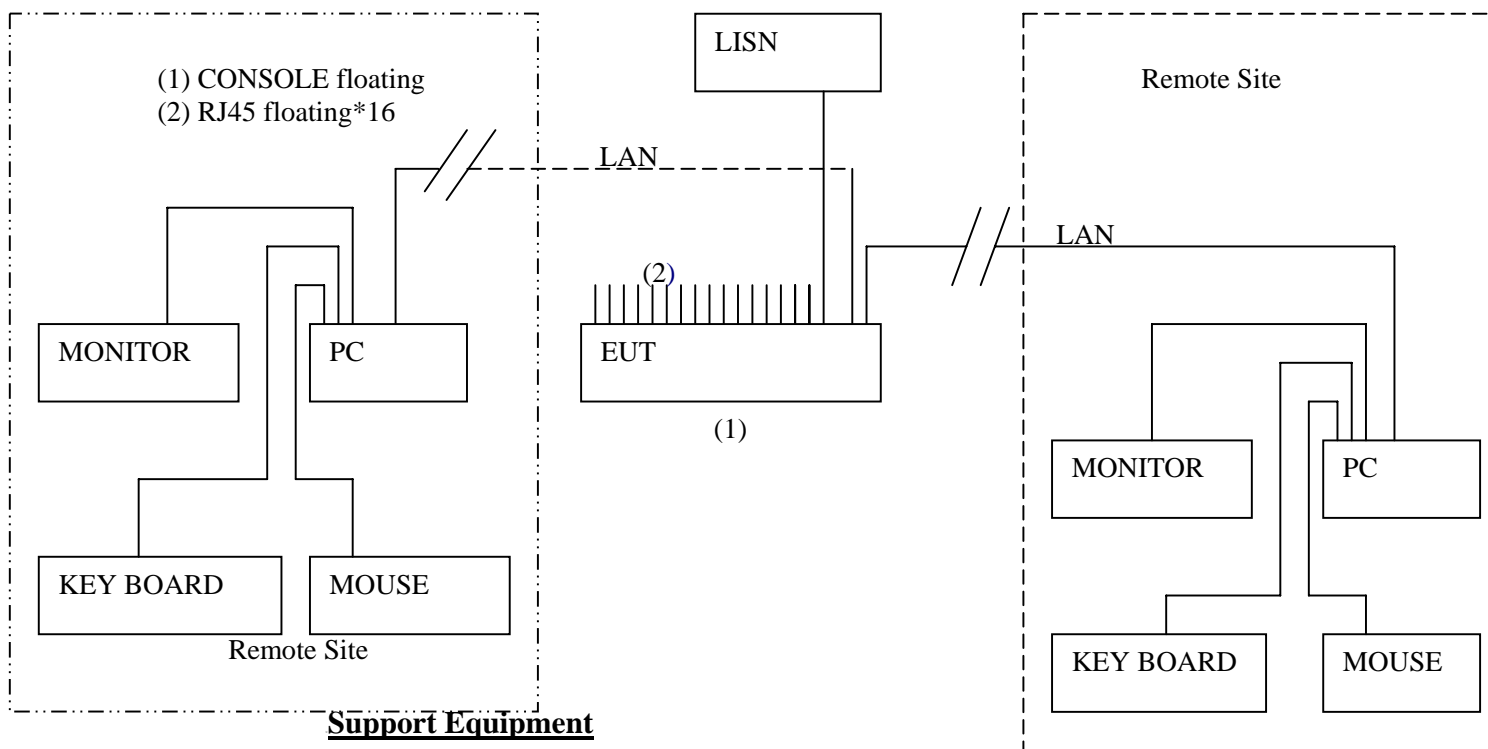 LISN
(1) CONSOLE floating
(2) RJ45 floating*16
Remote Site
LAN
LAN
(2)
MONITOR
PC
EUT
(1)
MONITOR
PC
KEY BOARD
MOUSE
Remote Site
KEY BOARD
MOUSE
Support Equipment